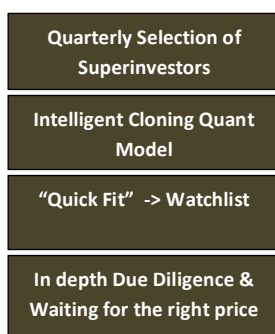 Quarterly Selection of
Superinvestors
Intelligent Cloning Quant
Model
“Quick Fit”  -> Watchlist
In depth Due Diligence &
Waiting for the right price